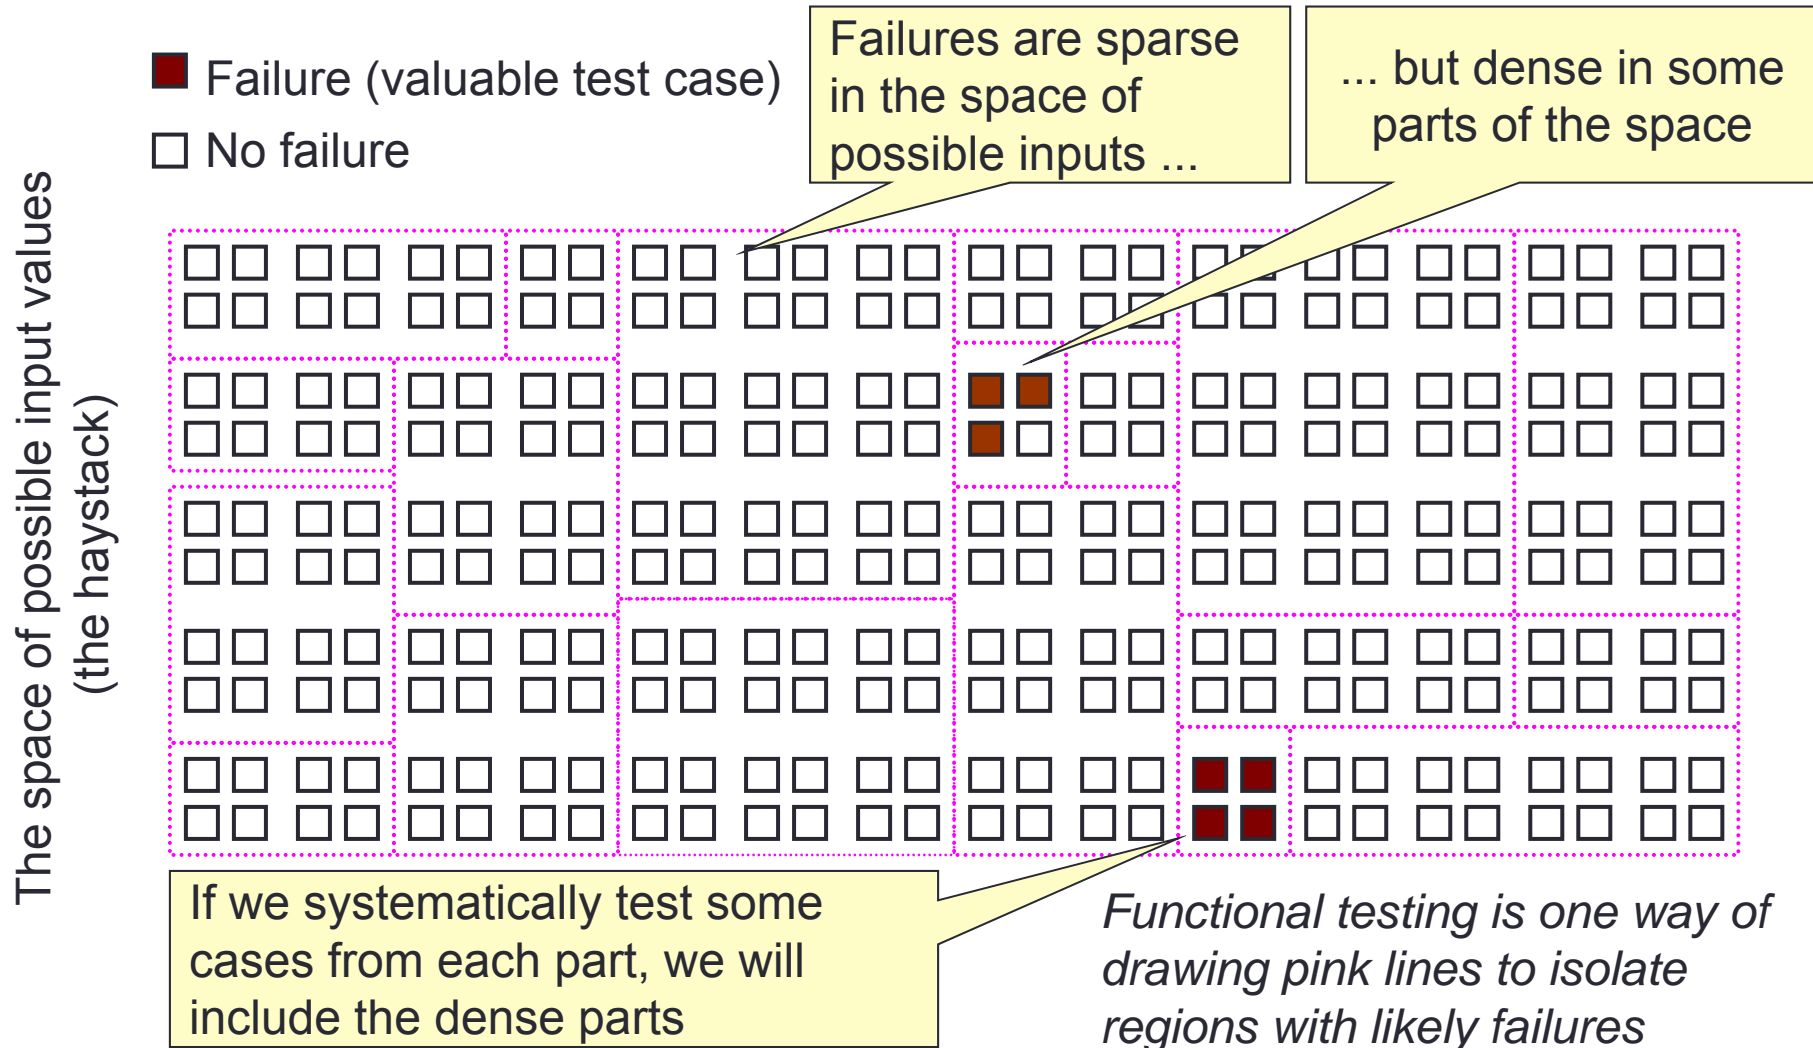 Failure (valuable test case)
No failure
Failures are sparse
in the space of
possible inputs ...
... but dense in some
parts of the space
The space of possible input values
(the haystack)
If we systematically test some
cases from each part, we will
include the dense parts
Functional testing is one way of
drawing pink lines to isolate
regions with likely failures